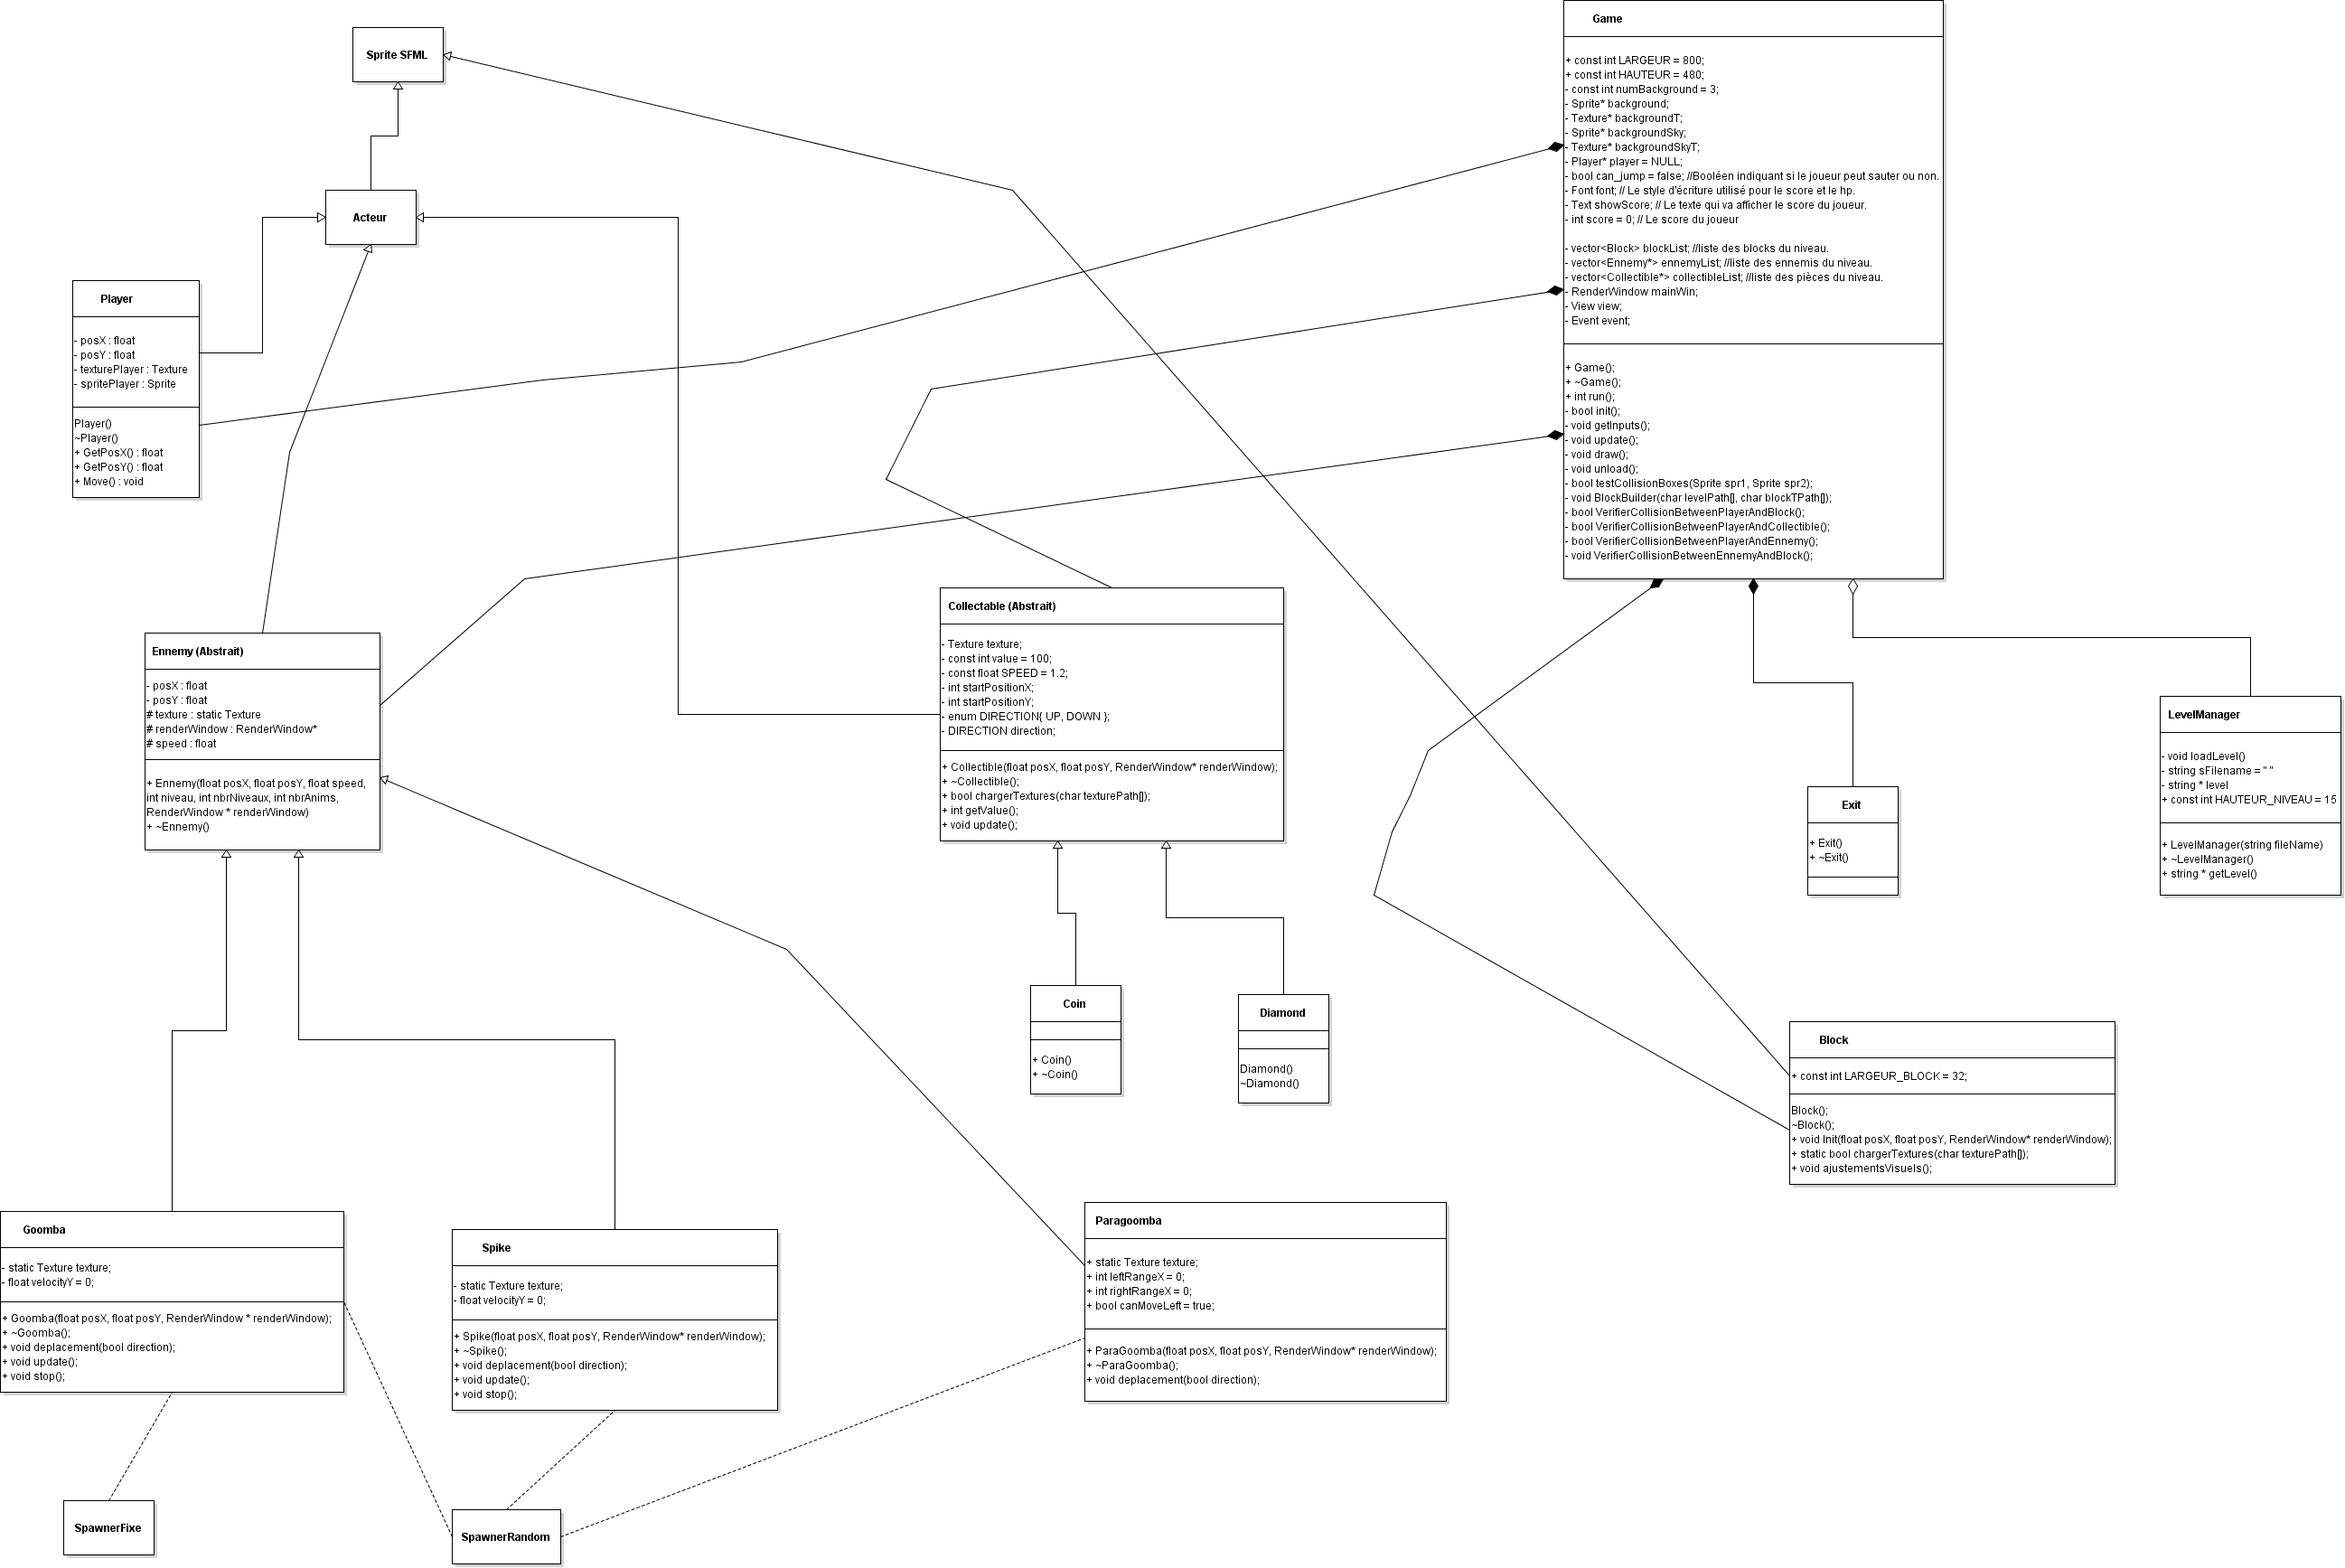 Sprite SFML
Acteur
Player
- posX : float
- posY : float
- texturePlayer : Texture
- spritePlayer : Sprite
Player()
~Player()
+ GetPosX() : float
+ GetPosY() : float
+ Move() : void
Game
+ const int LARGEUR = 800;
+ const int HAUTEUR = 480;
- const int numBackground = 3;
- Sprite* background;
- Texture* backgroundT;
- Sprite* backgroundSky;
- Texture* backgroundSkyT;
- Player* player = NULL;
- bool can_jump = false; //Booléen indiquant si le joueur peut sauter ou non.
- Font font; // Le style d'écriture utilisé pour le score et le hp.
- Text showScore; // Le texte qui va afficher le score du joueur.
- int score = 0; // Le score du joueur
- vector<Block> blockList; //liste des blocks du niveau.
- vector<Ennemy*> ennemyList; //liste des ennemis du niveau.
- vector<Collectible*> collectibleList; //liste des pièces du niveau.
- RenderWindow mainWin;
- View view;
- Event event;
+ Game();
+ ~Game();
+ int run();
- bool init();
- void getInputs();
- void update();
- void draw();
- void unload();
- bool testCollisionBoxes(Sprite spr1, Sprite spr2);
- void BlockBuilder(char levelPath[], char blockTPath[]);
- bool VerifierCollisionBetweenPlayerAndBlock();
- bool VerifierCollisionBetweenPlayerAndCollectible();
- bool VerifierCollisionBetweenPlayerAndEnnemy();
- void VerifierCollisionBetweenEnnemyAndBlock();
Ennemy (Abstrait)
- posX : float
- posY : float
# texture : static Texture
# renderWindow : RenderWindow*
# speed : float
+ Ennemy(float posX, float posY, float speed,
int niveau, int nbrNiveaux, int nbrAnims,
RenderWindow * renderWindow)
+ ~Ennemy()
Collectable (Abstrait)
- Texture texture;
- const int value = 100;
- const float SPEED = 1.2;
- int startPositionX;
- int startPositionY;
- enum DIRECTION{ UP, DOWN };
- DIRECTION direction;
+ Collectible(float posX, float posY, RenderWindow* renderWindow);
+ ~Collectible();
+ bool chargerTextures(char texturePath[]);
+ int getValue();
+ void update();
LevelManager
- void loadLevel()
- string sFilename = " "
- string * level
+ const int HAUTEUR_NIVEAU = 15
+ LevelManager(string fileName)
+ ~LevelManager()
+ string * getLevel()
Exit
+ Exit()
+ ~Exit()
Coin
+ Coin()
+ ~Coin()
Diamond
Diamond()
~Diamond()
Block
+ const int LARGEUR_BLOCK = 32;
Block();
~Block();
+ void Init(float posX, float posY, RenderWindow* renderWindow);
+ static bool chargerTextures(char texturePath[]);
+ void ajustementsVisuels();
Goomba
- static Texture texture;
- float velocityY = 0;
+ Goomba(float posX, float posY, RenderWindow * renderWindow);
+ ~Goomba();
+ void deplacement(bool direction);
+ void update();
+ void stop();
Spike
- static Texture texture;
- float velocityY = 0;
+ Spike(float posX, float posY, RenderWindow* renderWindow);
+ ~Spike();
+ void deplacement(bool direction);
+ void update();
+ void stop();
Paragoomba
+ static Texture texture;
+ int leftRangeX = 0;
+ int rightRangeX = 0;
+ bool canMoveLeft = true;
+ ParaGoomba(float posX, float posY, RenderWindow* renderWindow);
+ ~ParaGoomba();
+ void deplacement(bool direction);
SpawnerFixe
SpawnerRandom